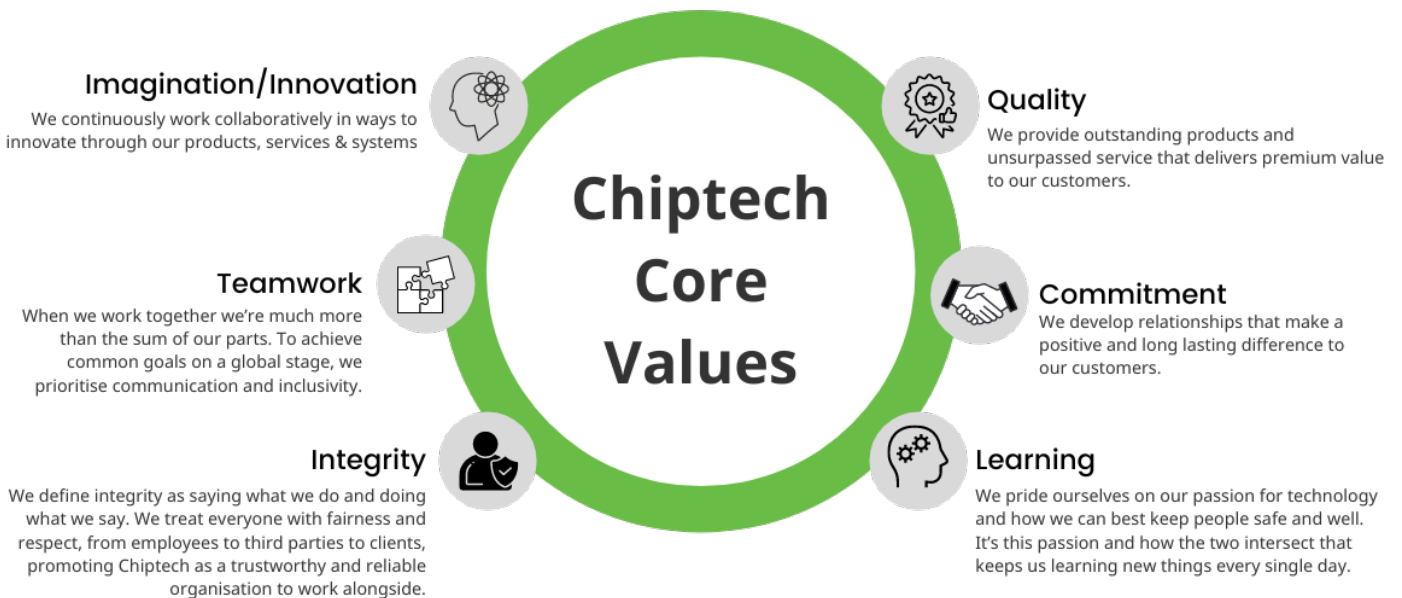 Chiptech
Core
Values
Imagination/Innovation
We continuously work collaboratively in ways to
innovate through our products, services & systems
Teamwork
When we work together we're much more
than the sum of our parts. To achieve
common goals on a global stage, we
prioritise communication and inclusivity.
Integrity
We define integrity as saying what we do and doing
what we say. We treat everyone with fairness and
respect, from employees to third parties to clients,
promoting Chiptech as a trustworthy and reliable
organisation to work alongside.
Quality
We provide outstanding products and
unsurpassed service that delivers premium value
to our customers.
Commitment
We develop relationships that make a
positive and long lasting difference to
our customers.
Learning
We pride ourselves on our passion for technology
and how we can best keep people safe and well.
It's this passion and how the two intersect that
keeps us learning new things every single day.